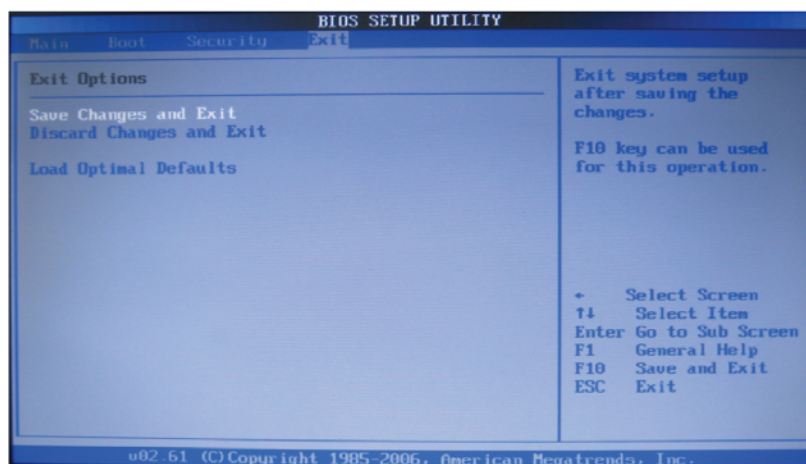 BIOS SETUP UTILITY
Main Boot Security Exit
Exit Options
Save Changes and Exit
Discard Changes and Exit
Load Optimal Defaults
Exit system setup
after saving the
changes.
F10 key can be used
for this operation.
← Select Screen
↑↓ Select Item
Enter Go to Sub Screen
F1 General Help
F10 Save and Exit
ESC Exit
v02.61 (C)Copyright 1985-2006, American Megatrends, Inc.